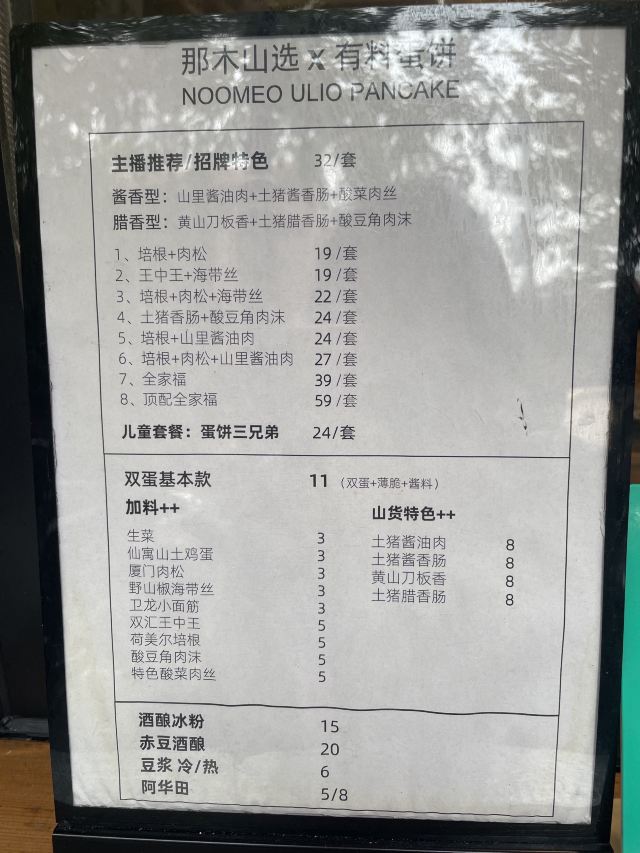 那木山选 x 有料蛋饼
NOOMEO ULIO PANCAKE
主播推荐/招牌特色 32/套
酱香型：山里酱油肉+土猪酱香肠+酸菜肉丝
腊香型：黄山刀板香+土猪腊香肠+酸豆角肉沫
1、培根+肉松 19/套
2、王中王+海带丝 19/套
3、培根+肉松+海带丝 22/套
4、土猪香肠+酸豆角肉沫 24/套
5、培根+山里酱油肉 24/套
6、培根+肉松+山里酱油肉 27/套
7、全家福 39/套
8、顶配全家福 59/套
儿童套餐：蛋饼三兄弟 24/套
双蛋基本款 11（双蛋+薄脆+酱料）
加料++
生菜 3
仙寓山土鸡蛋 3
厦门肉松 3
野山椒海带丝 3
卫龙小面筋 3
双汇王中王 5
荷美尔培根 5
酸豆角肉沫 5
特色酸菜肉丝 5
山货特色++
土猪酱油肉 8
土猪酱香肠 8
黄山刀板香 8
土猪腊香肠 8
酒酿冰粉 15
赤豆酒酿 20
豆浆 冷/热 6
阿华田 5/8